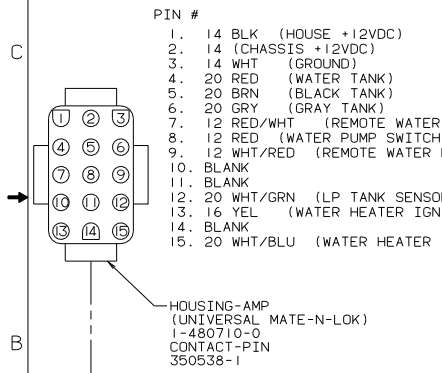 PIN #
1. 14 BLK (HOUSE +12VDC)
2. 14 (CHASSIS +12VDC)
3. 14 WHT (GROUND)
4. 20 RED (WATER TANK)
5. 20 BRN (BLACK TANK)
6. 20 GRY (GRAY TANK)
7. 12 RED/WHT (REMOTE WATER
8. 12 RED (WATER PUMP SWITCH
9. 12 WHT/RED (REMOTE WATER
10. BLANK
11. BLANK
12. 20 WHT/GRN (LP TANK SENSO
13. 16 YEL (WATER HEATER IGN
14. BLANK
15. 20 WHT/BLU (WATER HEATER
C
1 2 3
4 5 6
7 8 9
10 11 12
13 14 15
HOUSING-AMP
(UNIVERSAL MATE-N-LOK)
1-480710-0
CONTACT-PIN
350538-1
B